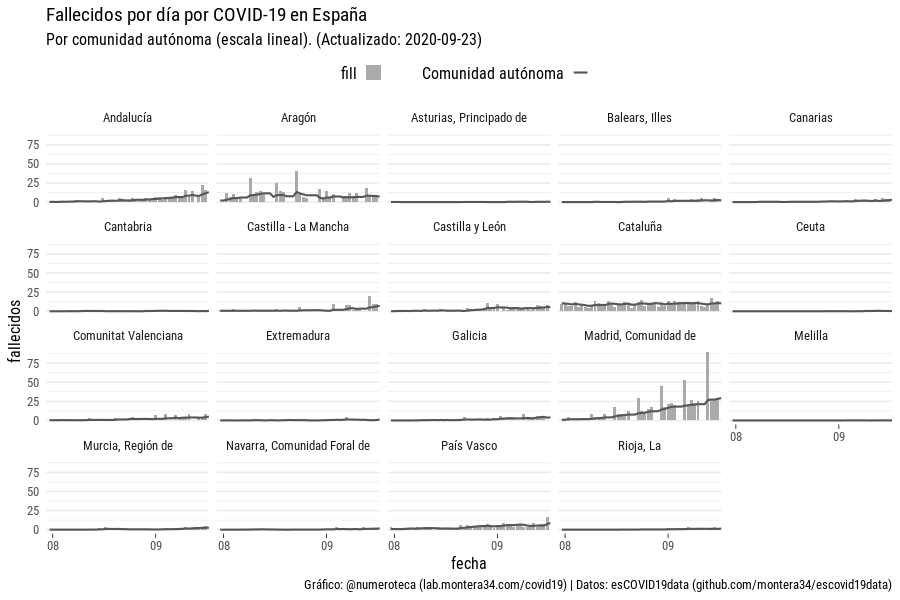 Fallecidos por día por COVID-19 en España
Por comunidad autónoma (escala lineal). (Actualizado: 2020-09-23)
fill Comunidad autónoma
Andalucía Aragón Asturias, Principado de Balears, Illes Canarias
75
50
25
0
Cantabria Castilla - La Mancha Castilla y León Cataluña Ceuta
75
50
25
0
fallecidos
Comunitat Valenciana Extremadura Galicia Madrid, Comunidad de Melilla
75
50
25
0
08 09
Murcia, Región de Navarra, Comunidad Foral de País Vasco Rioja, La
75
50
25
0
08 09 08 09 08 09 08 09
fecha
Gráfico: @numeroteca (lab.montera34.com/covid19) | Datos: esCOVID19data (github.com/montera34/escovid19data)